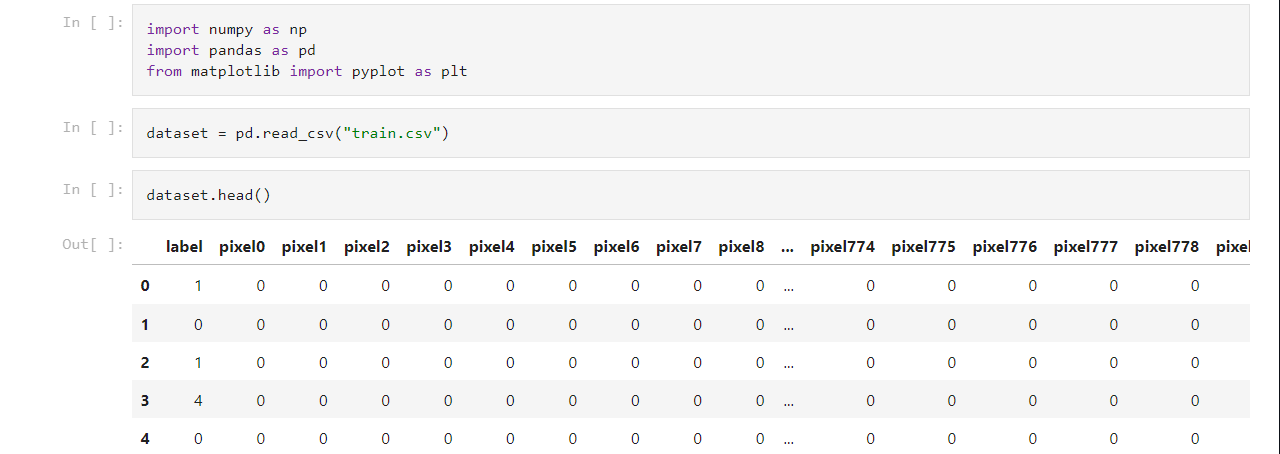 In [ ]:
import numpy as np
import pandas as pd
from matplotlib import pyplot as plt
In [ ]:
dataset = pd.read_csv("train.csv")
In [ ]:
dataset.head()
Out[ ]:
label pixel0 pixel1 pixel2 pixel3 pixel4 pixel5 pixel6 pixel7 pixel8 ... pixel774 pixel775 pixel776 pixel777 pixel778 pixel
0 1 0 0 0 0 0 0 0 0 0 ... 0 0 0 0 0
1 0 0 0 0 0 0 0 0 0 0 ... 0 0 0 0 0
2 1 0 0 0 0 0 0 0 0 0 ... 0 0 0 0 0
3 4 0 0 0 0 0 0 0 0 0 ... 0 0 0 0 0
4 0 0 0 0 0 0 0 0 0 0 ... 0 0 0 0 0